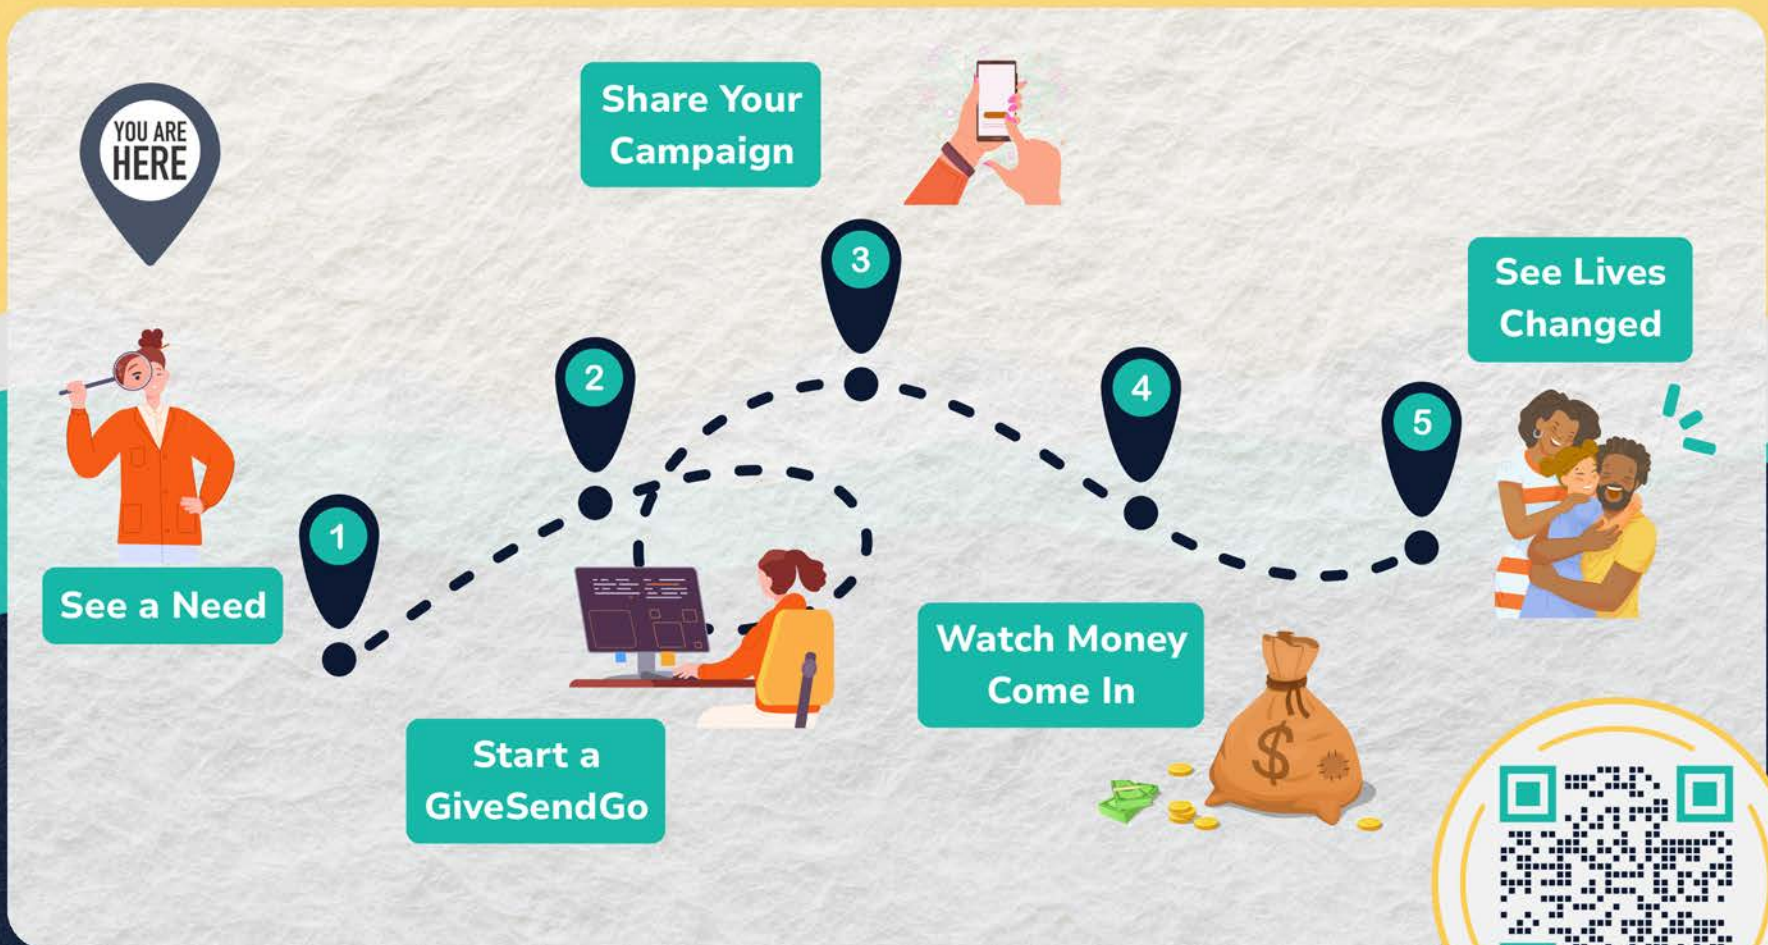 YOU ARE
HERE
See a Need
1
2
Start a
GiveSendGo
Share Your
Campaign
3
4
Watch Money
Come In
$
5
See Lives
Changed